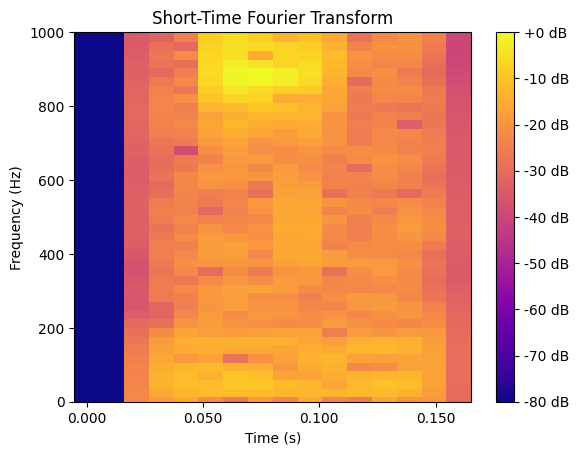 Short-Time Fourier Transform
1000
800
600
400
200
0
Frequency (Hz)
0.000
0.050
0.100
0.150
Time (s)
+0 dB
-10 dB
-20 dB
-30 dB
-40 dB
-50 dB
-60 dB
-70 dB
-80 dB